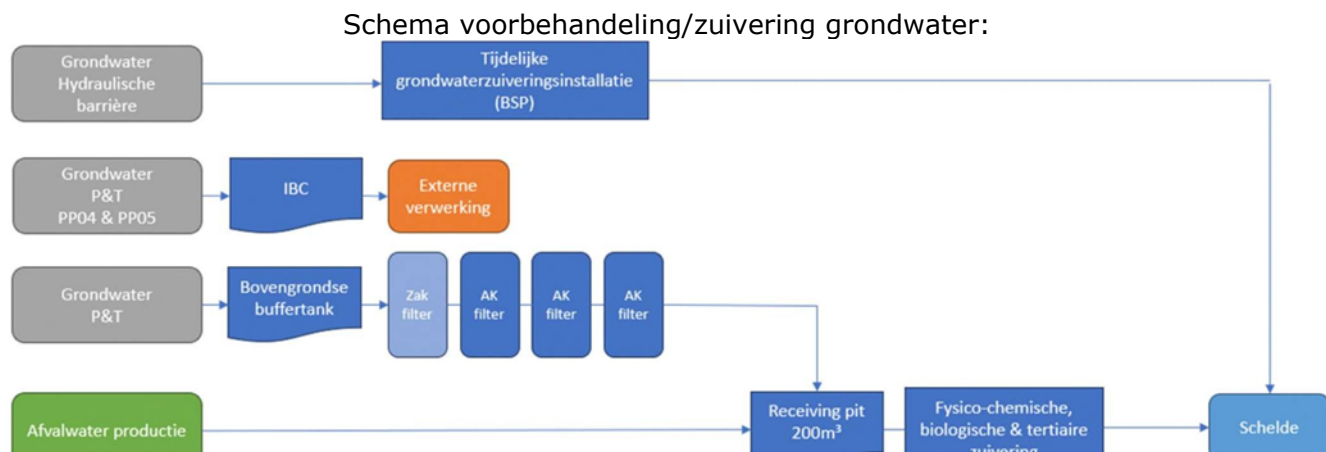 Schema voorbehandeling/zuivering grondwater:
Grondwater
Hydraulische
barrière
Tijdelijke
grondwaterzuiveringsinstallatie
(BSP)
Grondwater
P&T
PP04 & PP05
IBC
Externe
verwerking
Grondwater
P&T
Bovengrondse
buffertank
Zak
filter
AK
filter
AK
filter
AK
filter
Afvalwater productie
Receiving pit
200m³
Fysico-chemische,
biologische & tertiaire
zuivering
Schelde